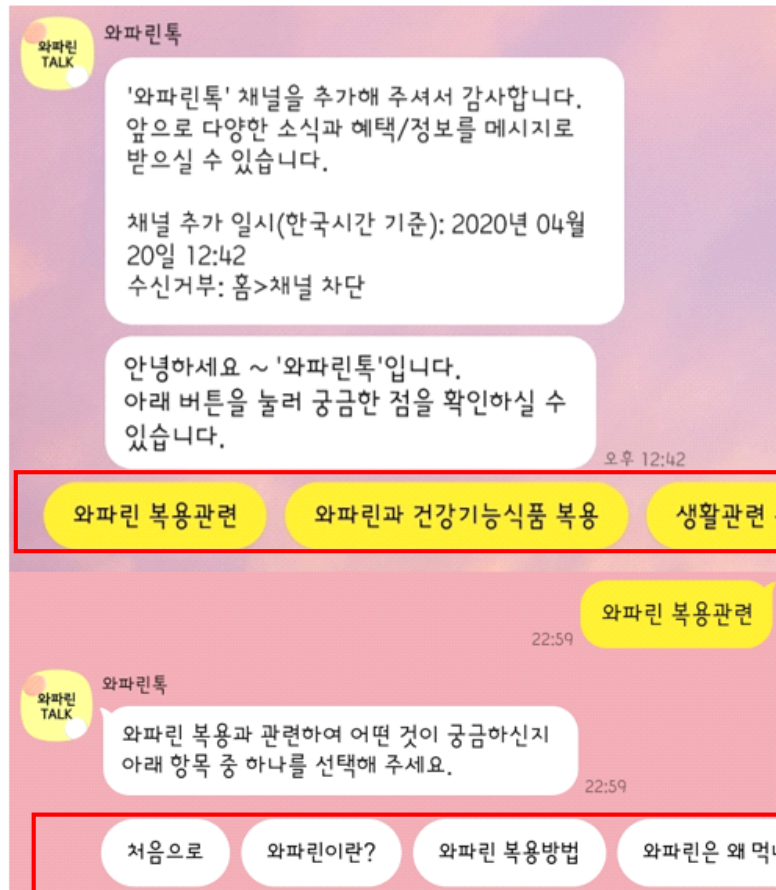 와파린
TALK
와파린톡
'와파린톡' 채널을 추가해 주셔서 감사합니다.
앞으로 다양한 소식과 혜택/정보를 메시지로
받으실 수 있습니다.
채널 추가 일시(한국시간 기준): 2020년 04월
20일 12:42
수신거부: 홈>채널 차단
안녕하세요 ~ '와파린톡'입니다.
아래 버튼을 눌러 궁금한 점을 확인하실 수
있습니다.
오후 12:42
와파린 복용관련 와파린과 건강기능식품 복용 생활관련
와파린 복용관련
22:59
와파린
TALK
와파린톡
와파린 복용과 관련하여 어떤 것이 궁금하신지
아래 항목 중 하나를 선택해 주세요.
22:59
처음으로 와파린이란? 와파린 복용방법 와파린은 왜